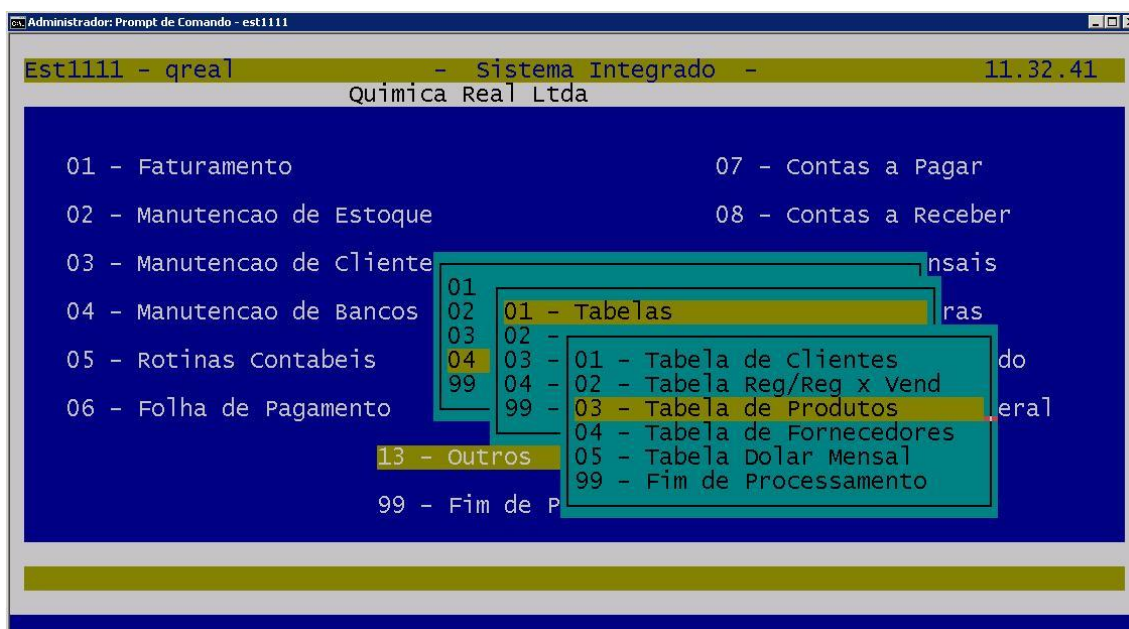 Administrador: Prompt de Comando - est1111
Est1111 - qreal - Sistema Integrado - 11.32.41
Quimica Real Ltda
01 - Faturamento 07 - Contas a Pagar
02 - Manutencao de Estoque 08 - Contas a Receber
03 - Manutencao de Cliente nsais
01
04 - Manutencao de Bancos 02 01 - Tabelas ras
03 02 -
05 - Rotinas Contabeis 04 03 - 01 - Tabela de Clientes do
99 04 - 02 - Tabela Reg/Reg x Vend
06 - Folha de Pagamento 99 - 03 - Tabela de Produtos eral
04 - Tabela de Fornecedores
13 - Outros 05 - Tabela Dolar Mensal
99 - Fim de Processamento
99 - Fim de P